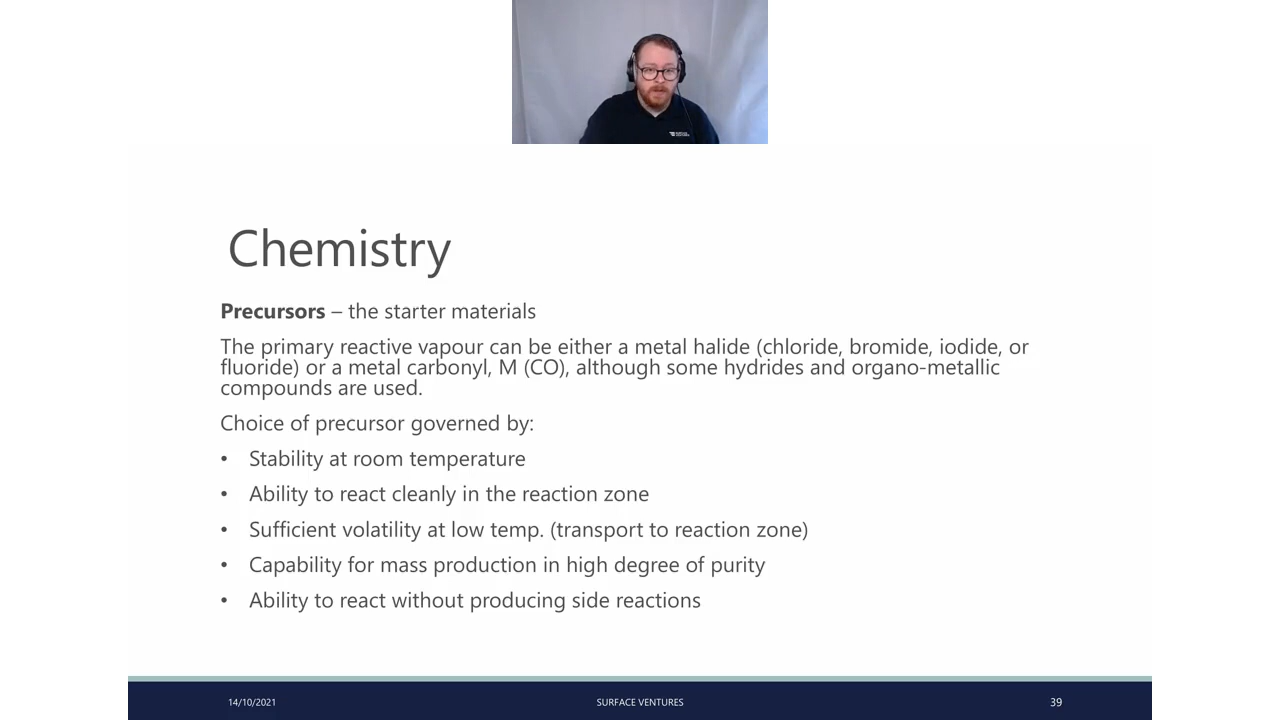 Chemistry
Precursors – the starter materials
The primary reactive vapour can be either a metal halide (chloride, bromide, iodide, or
fluoride) or a metal carbonyl, M (CO), although some hydrides and organo-metallic
compounds are used.
Choice of precursor governed by:
• Stability at room temperature
• Ability to react cleanly in the reaction zone
• Sufficient volatility at low temp. (transport to reaction zone)
• Capability for mass production in high degree of purity
• Ability to react without producing side reactions
14/10/2021
SURFACE VENTURES
39